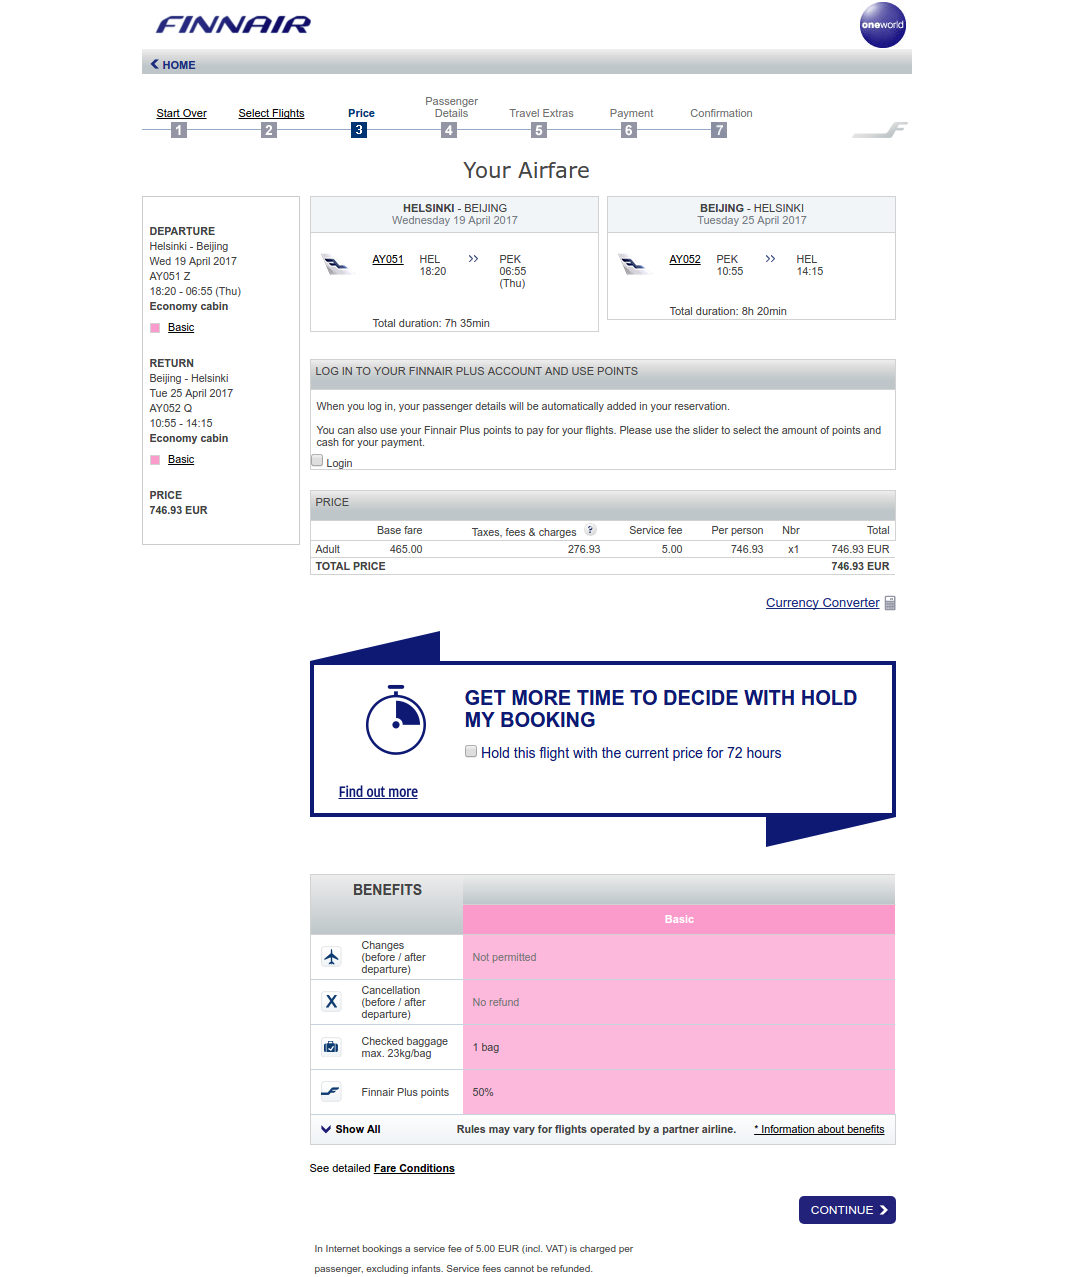 FINNAIR
oneworld
HOME
Start Over
Select Flights
Price
Passenger
Details
Travel Extras
Payment
Confirmation
1
2
3
4
5
6
7
Your Airfare
DEPARTURE
Helsinki - Beijing
Wed 19 April 2017
AY051 Z
18:20 - 06:55 (Thu)
Economy cabin
Basic
RETURN
Beijing - Helsinki
Tue 25 April 2017
AY052 Q
10:55 - 14:15
Economy cabin
Basic
PRICE
746.93 EUR
HELSINKI - BEIJING
Wednesday 19 April 2017
AY051 HEL >> PEK
18:20 06:55
(Thu)
Total duration: 7h 35min
BEIJING - HELSINKI
Tuesday 25 April 2017
AY052 PEK >> HEL
10:55 14:15
Total duration: 8h 20min
LOG IN TO YOUR FINNAIR PLUS ACCOUNT AND USE POINTS
When you log in, your passenger details will be automatically added in your reservation.
You can also use your Finnair Plus points to pay for your flights. Please use the slider to select the amount of points and
cash for your payment.
Login
PRICE
Base fare Taxes, fees & charges ? Service fee Per person Nbr Total
Adult 465.00 276.93 5.00 746.93 x1 746.93 EUR
TOTAL PRICE 746.93 EUR
Currency Converter
GET MORE TIME TO DECIDE WITH HOLD
MY BOOKING
Hold this flight with the current price for 72 hours
Find out more
BENEFITS
Basic
Changes
(before / after
departure)
Not permitted
Cancellation
(before / after
departure)
No refund
Checked baggage
max. 23kg/bag
1 bag
Finnair Plus points
50%
Show All
Rules may vary for flights operated by a partner airline.
* Information about benefits
See detailed Fare Conditions
CONTINUE
In Internet bookings a service fee of 5.00 EUR (incl. VAT) is charged per
passenger, excluding infants. Service fees cannot be refunded.